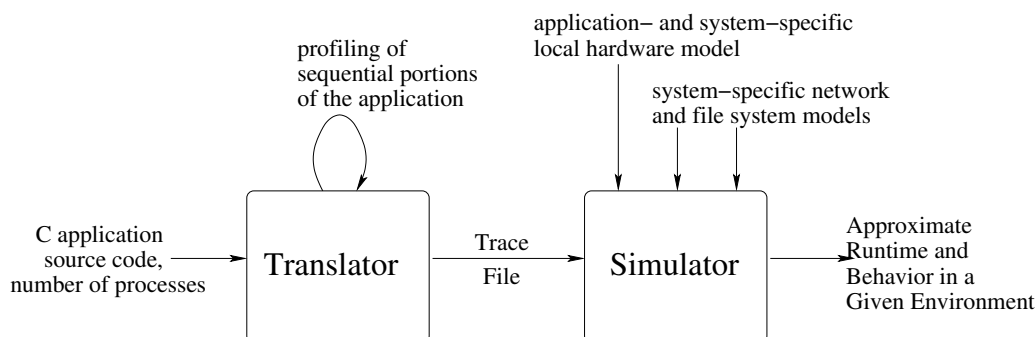 profiling of
sequential portions
of the application
application− and system−specific
local hardware model
system−specific network
and file system models
C application
source code,
number of processes
Translator
Trace
File
Simulator
Approximate
Runtime and
Behavior in a
Given Environment